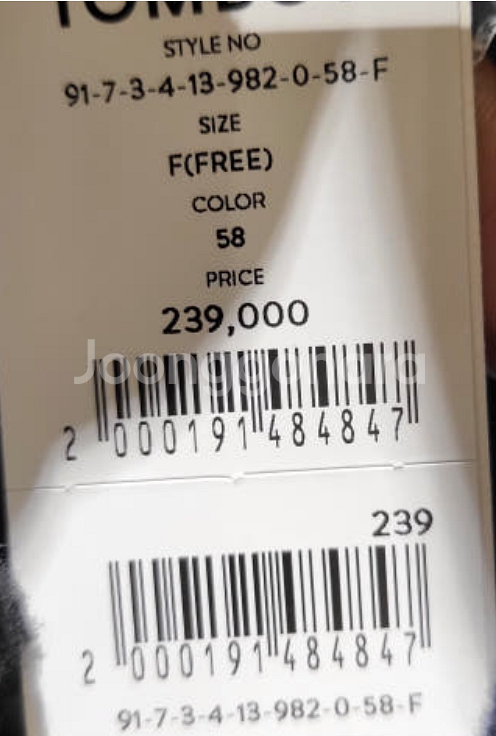 STYLE NO
91-7-3-4-13-982-0-58-F
SIZE
F(FREE)
COLOR
58
PRICE
239,000
Joonggonara
2 000191 484847
239
2 000191 484847
91-7-3-4-13-982-0-58-F